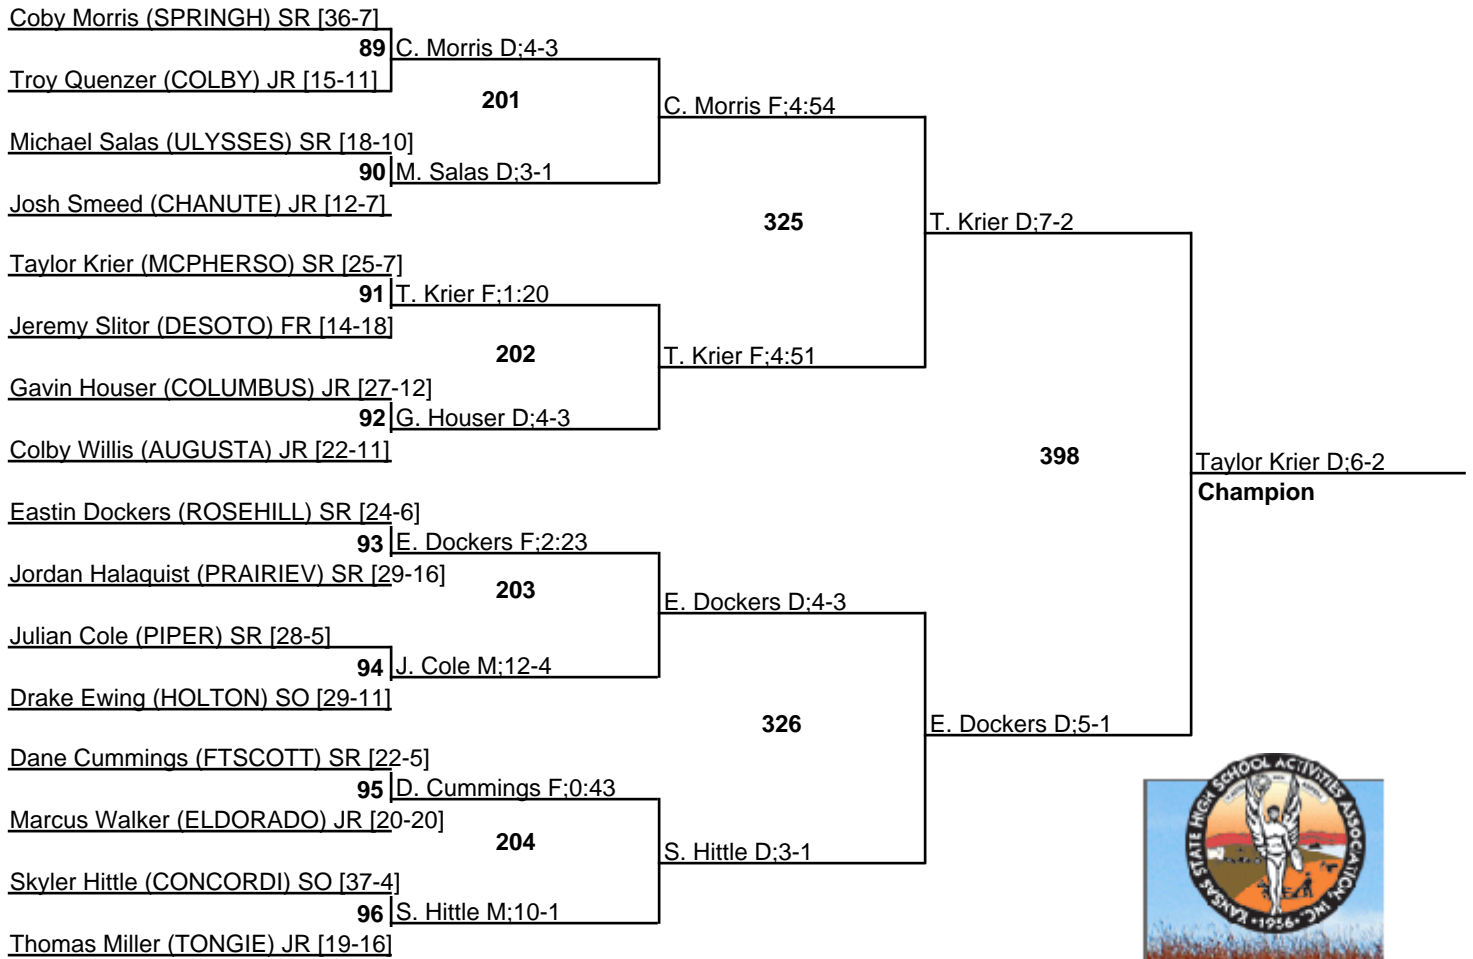 Coby Morris (SPRINGH) SR [36-7]
89 C. Morris D;4-3
Troy Quenzer (COLBY) JR [15-11]
201
C. Morris F;4:54
Michael Salas (ULYSSES) SR [18-10]
90 M. Salas D;3-1
Josh Smeed (CHANUTE) JR [12-7]
325
T. Krier D;7-2
Taylor Krier (MCPHERSO) SR [25-7]
91 T. Krier F;1:20
Jeremy Slitor (DESOTO) FR [14-18]
202
T. Krier F;4:51
Gavin Houser (COLUMBUS) JR [27-12]
92 G. Houser D;4-3
Colby Willis (AUGUSTA) JR [22-11]
398
Taylor Krier D;6-2
Champion
Eastin Dockers (ROSEHILL) SR [24-6]
93 E. Dockers F;2:23
Jordan Halaquist (PRAIRIEV) SR [29-16]
203
E. Dockers D;4-3
Julian Cole (PIPER) SR [28-5]
94 J. Cole M;12-4
Drake Ewing (HOLTON) SO [29-11]
326
E. Dockers D;5-1
Dane Cummings (FTSCOTT) SR [22-5]
95 D. Cummings F;0:43
Marcus Walker (ELDORADO) JR [20-20]
204
S. Hittle D;3-1
Skyler Hittle (CONCORDI) SO [37-4]
96 S. Hittle M;10-1
Thomas Miller (TONGIE) JR [19-16]
KANSAS STATE HIGH SCHOOL ACTIVITIES ASSOCIATION, INC.
•1956•